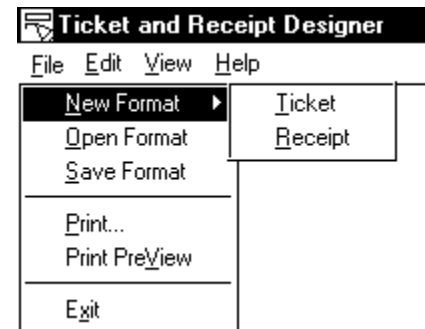 Ticket and Receipt Designer
File Edit View Help
New Format Ticket
Open Format Receipt
Save Format
Print...
Print PreView
Exit